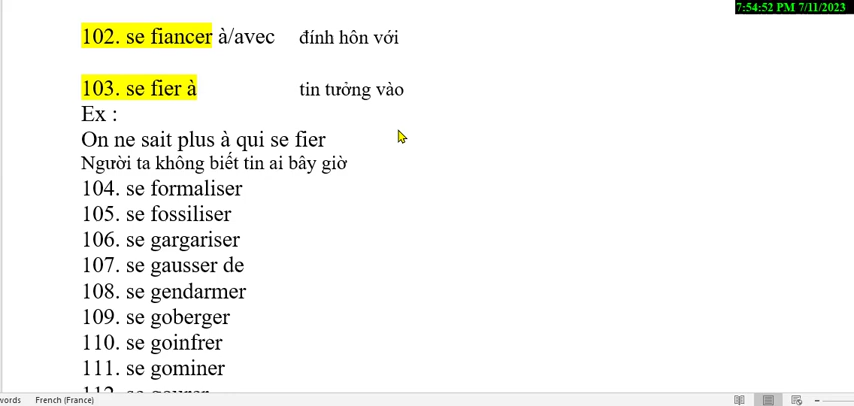 7:54:52 PM 7/11/2023
102. se fiancer à/avec đính hôn với
103. se fier à tin tưởng vào
Ex :
On ne sait plus à qui se fier
Người ta không biết tin ai bây giờ
104. se formaliser
105. se fossiliser
106. se gargariser
107. se gausser de
108. se gendarmer
109. se goberger
110. se goinfrer
111. se gominer
112. se gourer
words French (France)